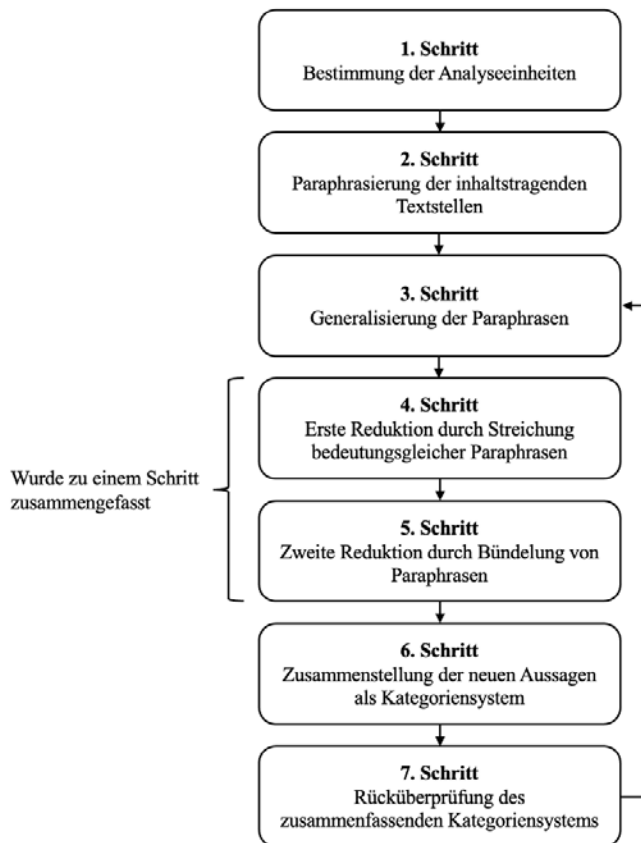 1. Schritt
Bestimmung der Analyseeinheiten
2. Schritt
Paraphrasierung der inhaltstragenden
Textstellen
3. Schritt
Generalisierung der Paraphrasen
4. Schritt
Erste Reduktion durch Streichung
bedeutungsgleicher Paraphrasen
Wurde zu einem Schritt
zusammengefasst
5. Schritt
Zweite Reduktion durch Bündelung von
Paraphrasen
6. Schritt
Zusammenstellung der neuen Aussagen
als Kategoriensystem
7. Schritt
Rücküberprüfung des
zusammenfassenden Kategoriensystems